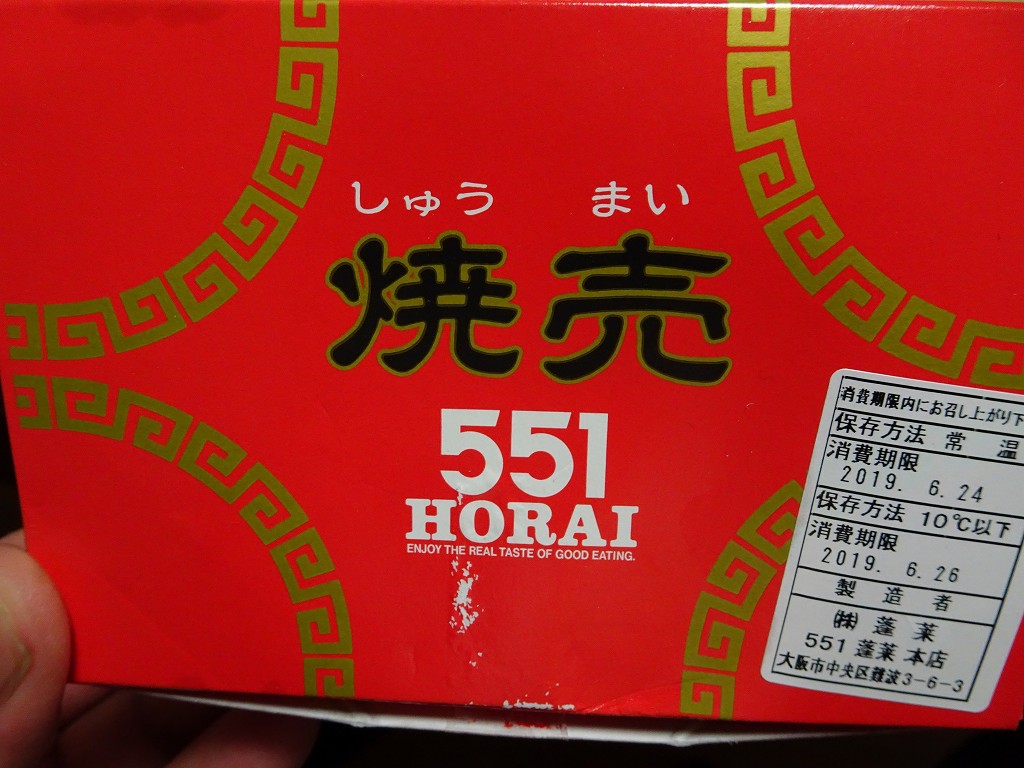 しゅう まい
焼売
551
HORAI
ENJOY THE REAL TASTE OF GOOD EATING.
消費期限内にお召し上がり下
保存方法 常 温
消費期限
2019. 6.24
保存方法 10℃以下
消費期限
2019. 6.26
製 造 者
㈱ 蓬 莱
551 蓬莱 本店
大阪市中央区難波3-6-3